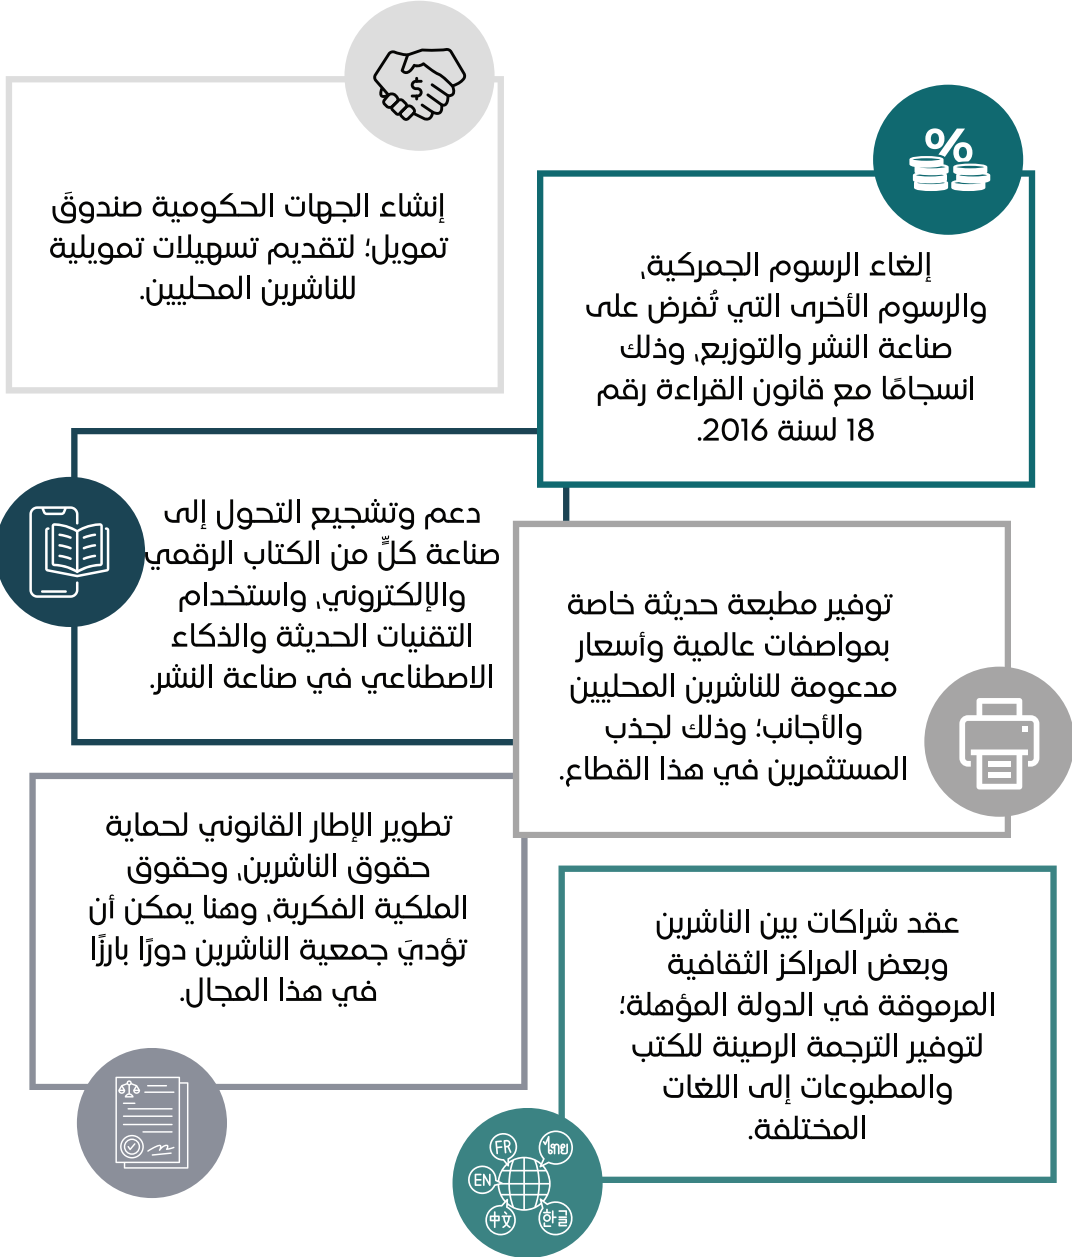 إنشاء الجهات الحكومية صندوقَ
تمويل؛ لتقديم تسهيلات تمويلية
للناشرين المحليين.
%
إلغاء الرسوم الجمركية،
والرسوم الأخرى التي تُفرض على
صناعة النشر والتوزيع، وذلك
انسجامًا مع قانون القراءة رقم
18 لسنة 2016.
دعم وتشجيع التحول إلى
صناعة كلٍّ من الكتاب الرقمي
والإلكتروني، واستخدام
التقنيات الحديثة والذكاء
الاصطناعي في صناعة النشر.
توفير مطبعة حديثة خاصة
بمواصفات عالمية وأسعار
مدعومة للناشرين المحليين
والأجانب؛ وذلك لجذب
المستثمرين في هذا القطاع.
تطوير الإطار القانوني لحماية
حقوق الناشرين، وحقوق
الملكية الفكرية، وهنا يمكن أن
تؤديَ جمعية الناشرين دورًا بارزًا
في هذا المجال.
عقد شراكات بين الناشرين
وبعض المراكز الثقافية
المرموقة في الدولة المؤهلة؛
لتوفير الترجمة الرصينة للكتب
والمطبوعات إلى اللغات
المختلفة.
FR
ไทย
EN
中文
한글